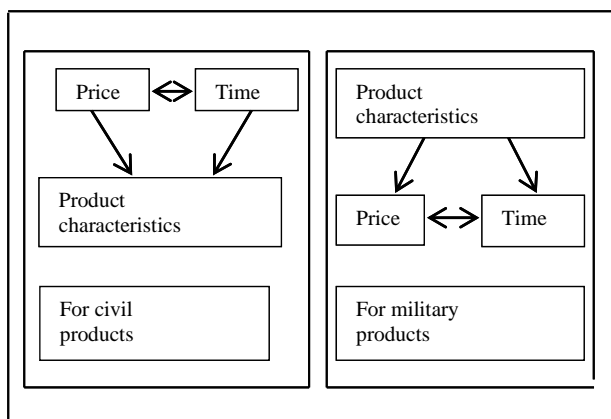 Price
Time
Product
characteristics
For civil
products
Product
characteristics
Price
Time
For military
products